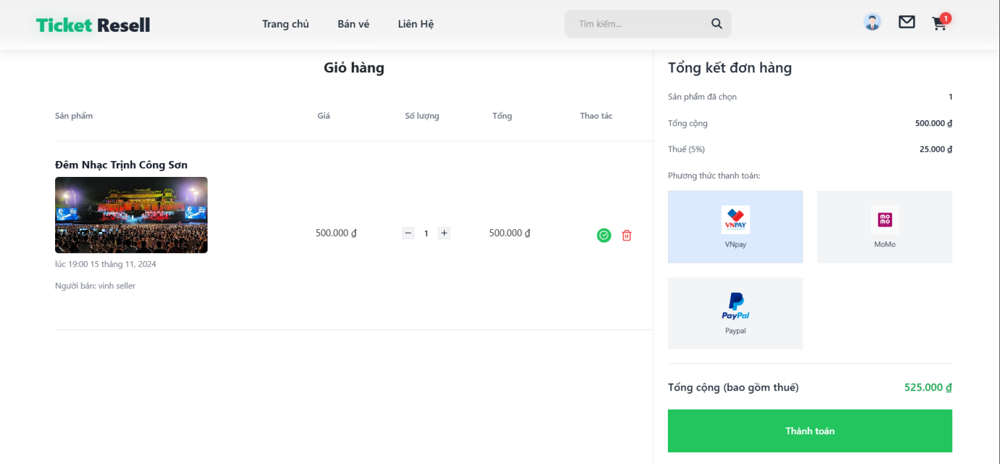 Ticket Resell
Trang chủ
Bán vé
Liên Hệ
Tìm kiếm...
1
Giỏ hàng
Sản phẩm
Giá
Số lượng
Tổng
Thao tác
Đêm Nhạc Trịnh Công Sơn
500.000 ₫
1
500.000 ₫
lúc 19:00 15 tháng 11, 2024
Người bán: vinh seller
Tổng kết đơn hàng
Sản phẩm đã chọn
1
Tổng cộng
500.000 ₫
Thuế (5%)
25.000 ₫
Phương thức thanh toán:
VNPAY
VNpay
mo
mo
MoMo
PayPal
Paypal
Tổng cộng (bao gồm thuế)
525.000 ₫
Thành toán